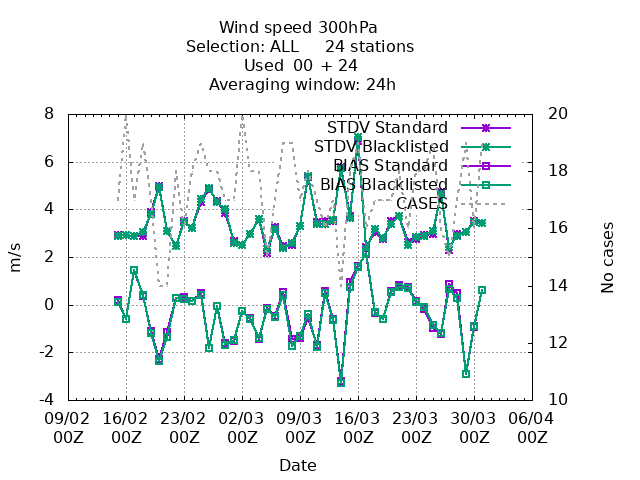 Wind speed 300hPa
Selection: ALL 24 stations
Used 00 + 24
Averaging window: 24h
8
6
4
2
0
-2
-4
m/s
20
18
16
14
12
10
No cases
STDV Standard
STDV Blacklisted
BIAS Standard
BIAS Blacklisted
CASES
09/02 16/02 23/02 02/03 09/03 16/03 23/03 30/03 06/04
00Z 00Z 00Z 00Z 00Z 00Z 00Z 00Z 00Z
Date